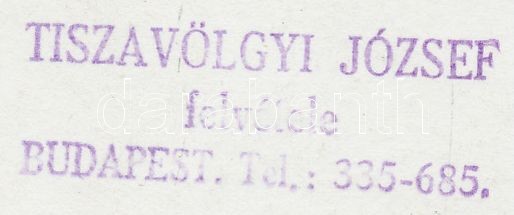 TISZAVÖLGYI JÓZSEF
felvétele
BUDAPEST. Tel.: 335-685.
darabanth